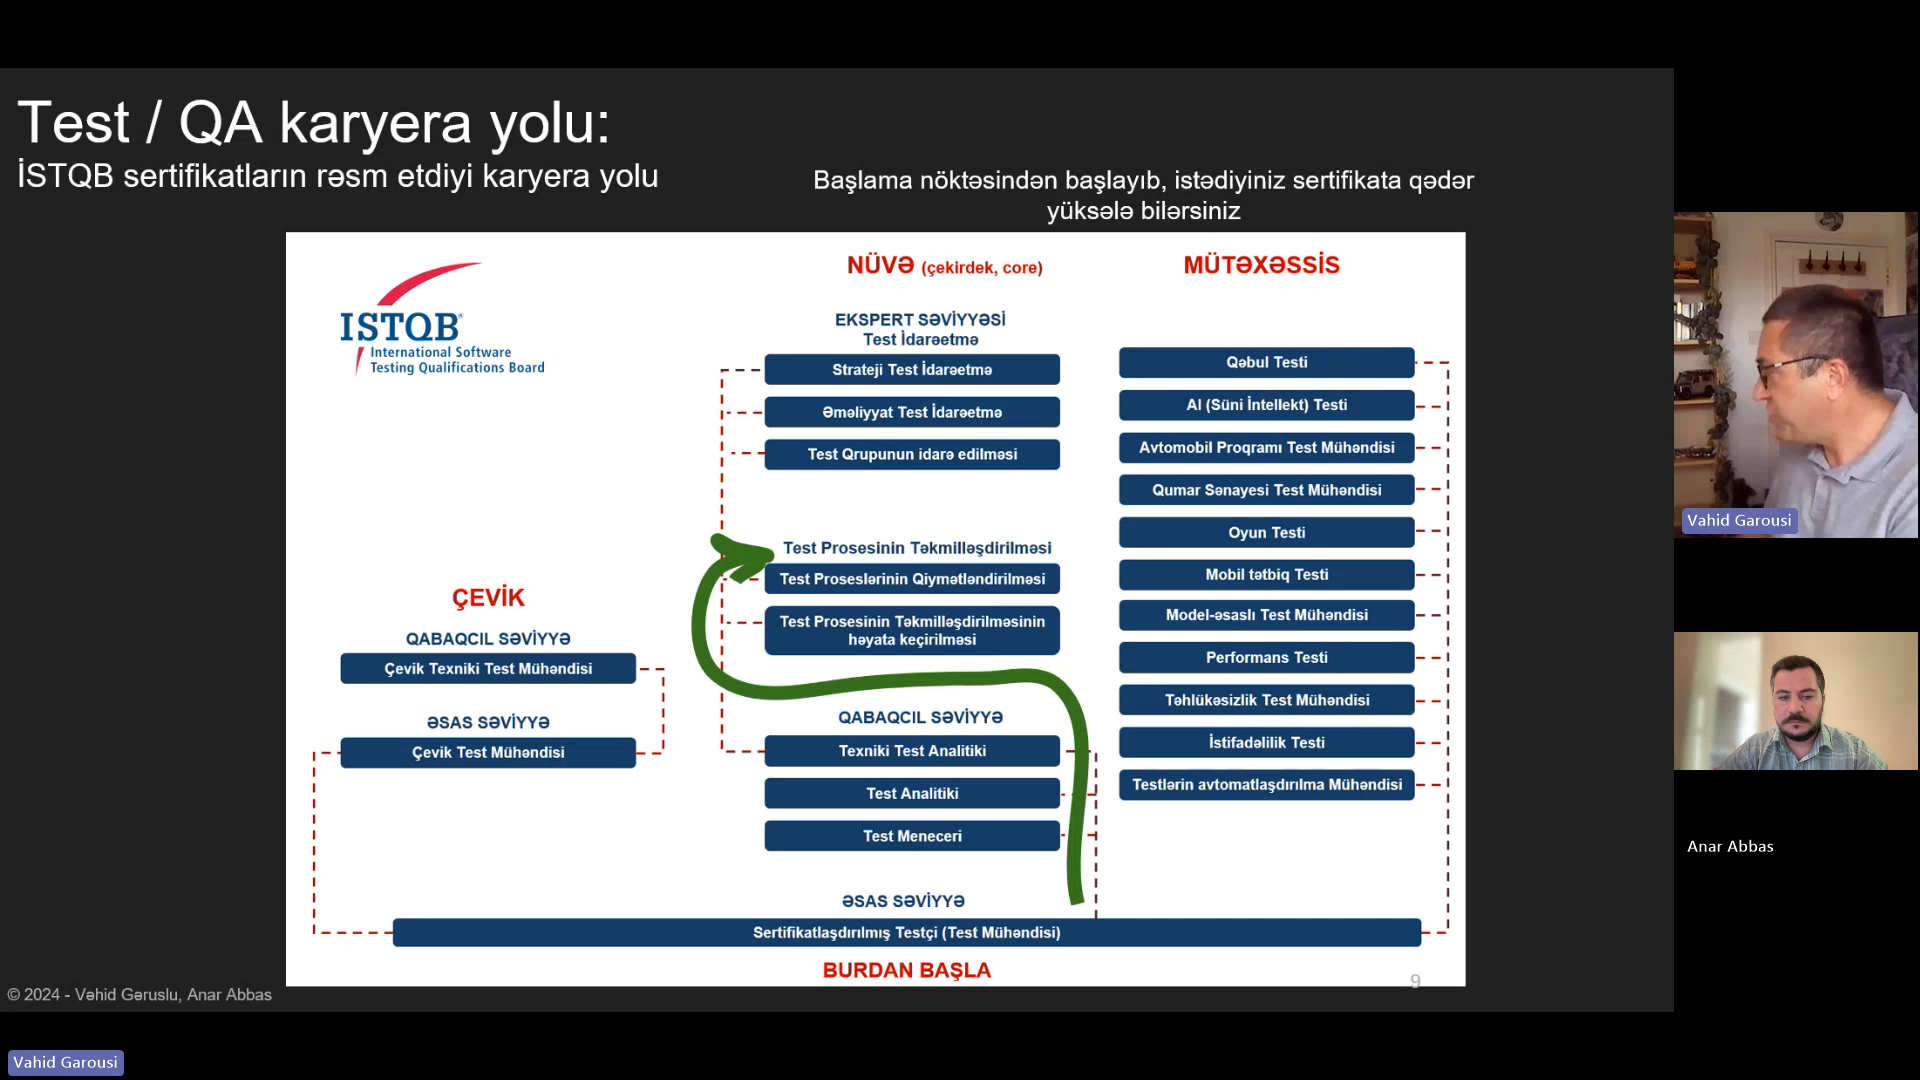 Test / QA karyera yolu:
İSTQB sertifikatların rəsm etdiyi karyera yolu
Başlama nöktəsindən başlayıb, istədiyiniz sertifikata qədər
yüksələ bilərsiniz
ISTQB®
International Software
Testing Qualifications Board
ÇEVİK
QABAQCIL SƏVİYYƏ
Çevik Texniki Test Mühəndisi
ƏSAS SƏVİYYƏ
Çevik Test Mühəndisi
NÜVƏ (çekirdek, core)
EKSPERT SƏVİYYƏSİ
Test İdarəetmə
Strateji Test İdarəetmə
Əməliyyat Test İdarəetmə
Test Qrupunun idarə edilməsi
Test Prosesinin Təkmilləşdirilməsi
Test Proseslərinin Qiymətləndirilməsi
Test Prosesinin Təkmilləşdirilməsinin
həyata keçirilməsi
QABAQCIL SƏVİYYƏ
Texniki Test Analitiki
Test Analitiki
Test Meneceri
MÜTƏXƏSSİS
Qəbul Testi
AI (Süni İntellekt) Testi
Avtomobil Proqramı Test Mühəndisi
Qumar Sənayesi Test Mühəndisi
Oyun Testi
Mobil tətbiq Testi
Model-əsaslı Test Mühəndisi
Performans Testi
Təhlükəsizlik Test Mühəndisi
İstifadəlilik Testi
Testlərin avtomatlaşdırılma Mühəndisi
ƏSAS SƏVİYYƏ
Sertifikatlaşdırılmış Testçi (Test Mühəndisi)
BURDAN BAŞLA
9
© 2024 - Vəhid Gəruslu, Anar Abbas
Vahid Garousi
Anar Abbas
Vahid Garousi